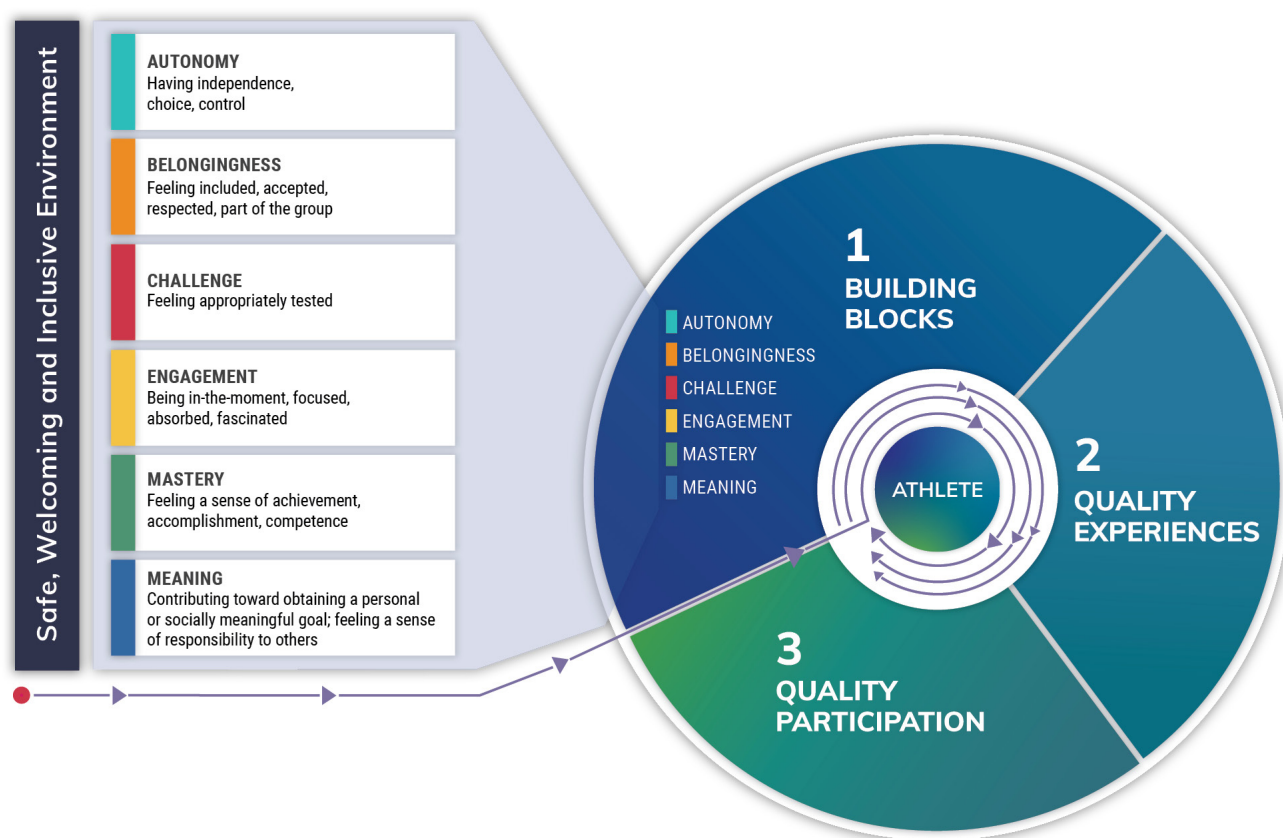 Safe, Welcoming and Inclusive Environment
AUTONOMY
Having independence,
choice, control
BELONGINGNESS
Feeling included, accepted,
respected, part of the group
CHALLENGE
Feeling appropriately tested
ENGAGEMENT
Being in-the-moment, focused,
absorbed, fascinated
MASTERY
Feeling a sense of achievement,
accomplishment, competence
MEANING
Contributing toward obtaining a personal
or socially meaningful goal; feeling a sense
of responsibility to others
1
BUILDING
BLOCKS
AUTONOMY
BELONGINGNESS
CHALLENGE
ENGAGEMENT
MASTERY
MEANING
ATHLETE
2
QUALITY
EXPERIENCES
3
QUALITY
PARTICIPATION